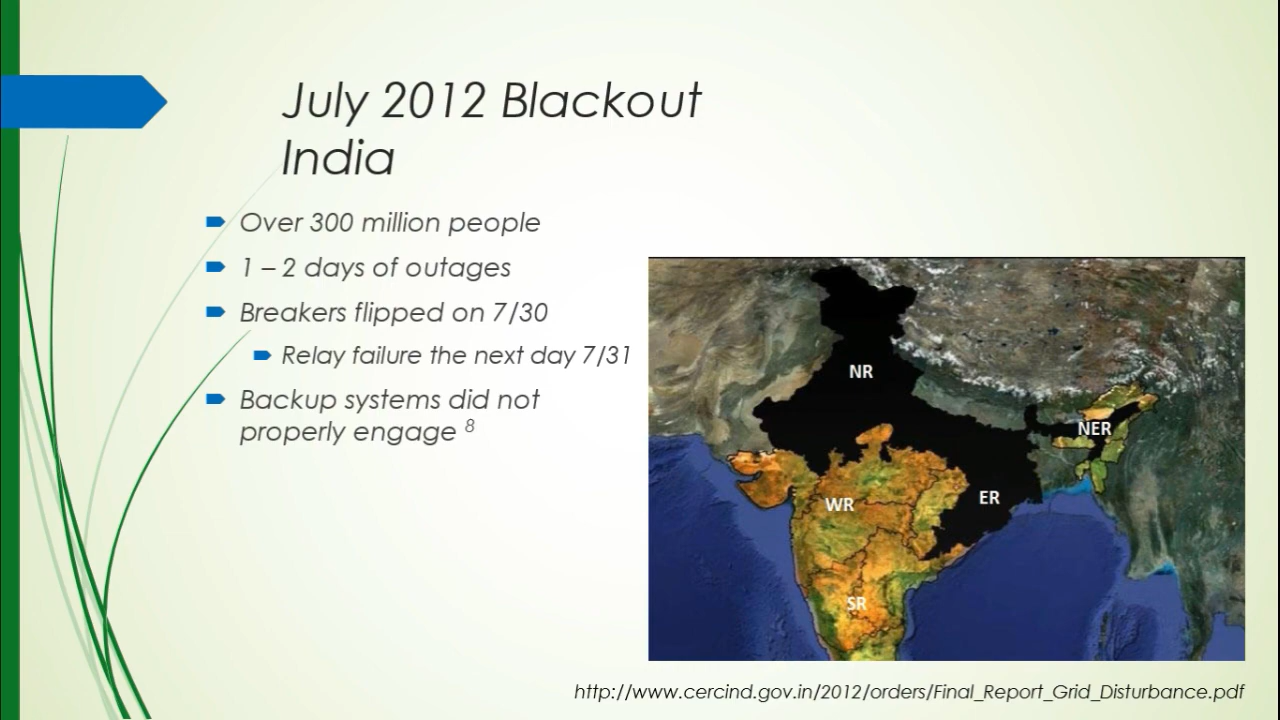 July 2012 Blackout
India
Over 300 million people
1 – 2 days of outages
Breakers flipped on 7/30
Relay failure the next day 7/31
Backup systems did not
properly engage 8
NR
NER
ER
WR
SR
http://www.cercind.gov.in/2012/orders/Final_Report_Grid_Disturbance.pdf